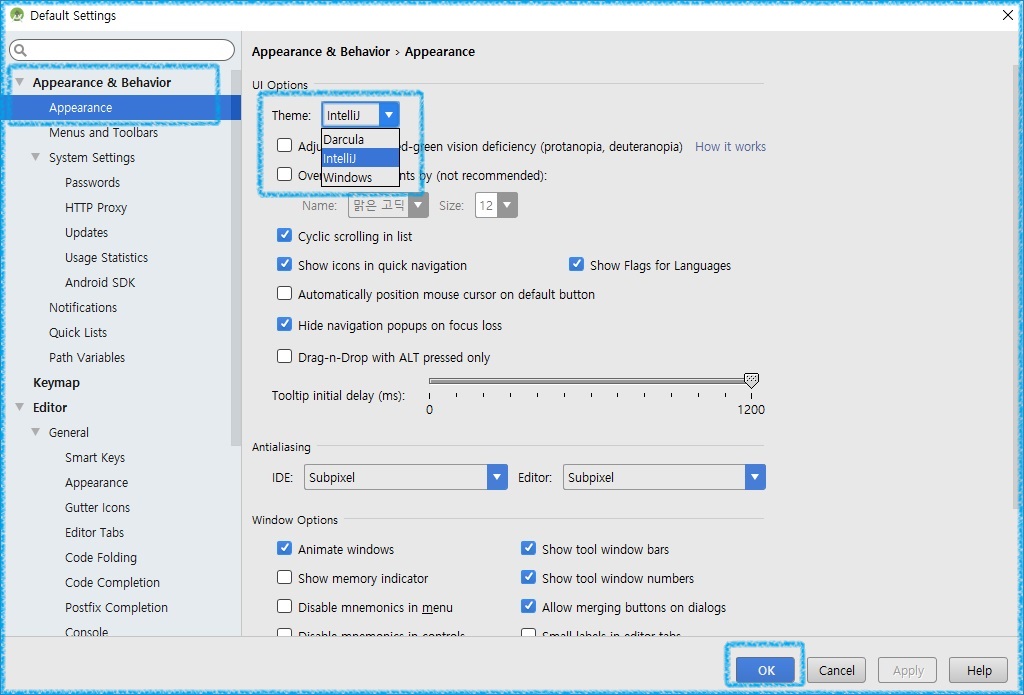 Default Settings
Appearance & Behavior
Appearance
Menus and Toolbars
System Settings
Passwords
HTTP Proxy
Updates
Usage Statistics
Android SDK
Notifications
Quick Lists
Path Variables
Keymap
Editor
General
Smart Keys
Appearance
Gutter Icons
Editor Tabs
Code Folding
Code Completion
Postfix Completion
Console
Appearance & Behavior › Appearance
UI Options
Theme: IntelliJ
Darcula
IntelliJ
Windows
Adju d-green vision deficiency (protanopia, deuteranopia) How it works
Over nts by (not recommended):
Name: 맑은 고딕 Size: 12
Cyclic scrolling in list
Show icons in quick navigation Show Flags for Languages
Automatically position mouse cursor on default button
Hide navigation popups on focus loss
Drag-n-Drop with ALT pressed only
Tooltip initial delay (ms):
0 1200
Antialiasing
IDE: Subpixel Editor: Subpixel
Window Options
Animate windows Show tool window bars
Show memory indicator Show tool window numbers
Disable mnemonics in menu Allow merging buttons on dialogs
Disable mnemonics in controls Small labels in editor tabs
OK Cancel Apply Help